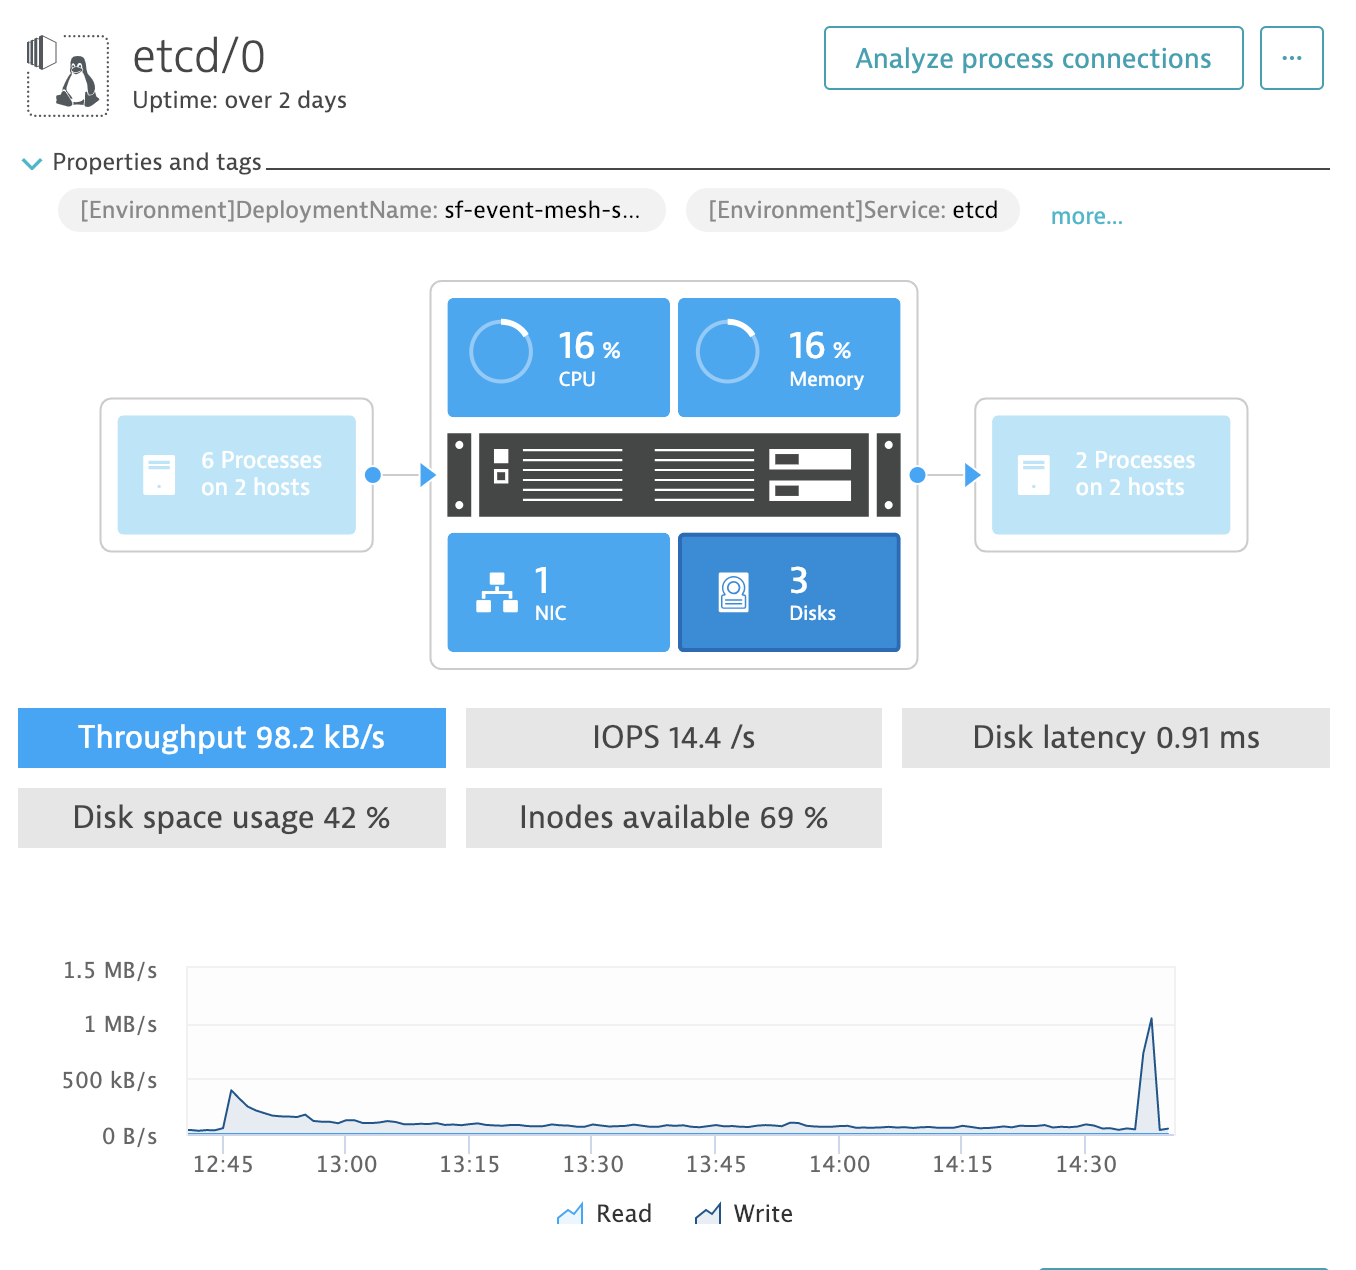 etcd/0
Uptime: over 2 days
Analyze process connections
...
Properties and tags
[Environment]DeploymentName: sf-event-mesh-s...
[Environment]Service: etcd
more...
16 %
CPU
16 %
Memory
6 Processes
on 2 hosts
2 Processes
on 2 hosts
1
NIC
3
Disks
Throughput 98.2 kB/s
IOPS 14.4 /s
Disk latency 0.91 ms
Disk space usage 42 %
Inodes available 69 %
1.5 MB/s
1 MB/s
500 kB/s
0 B/s
12:45
13:00
13:15
13:30
13:45
14:00
14:15
14:30
Read
Write